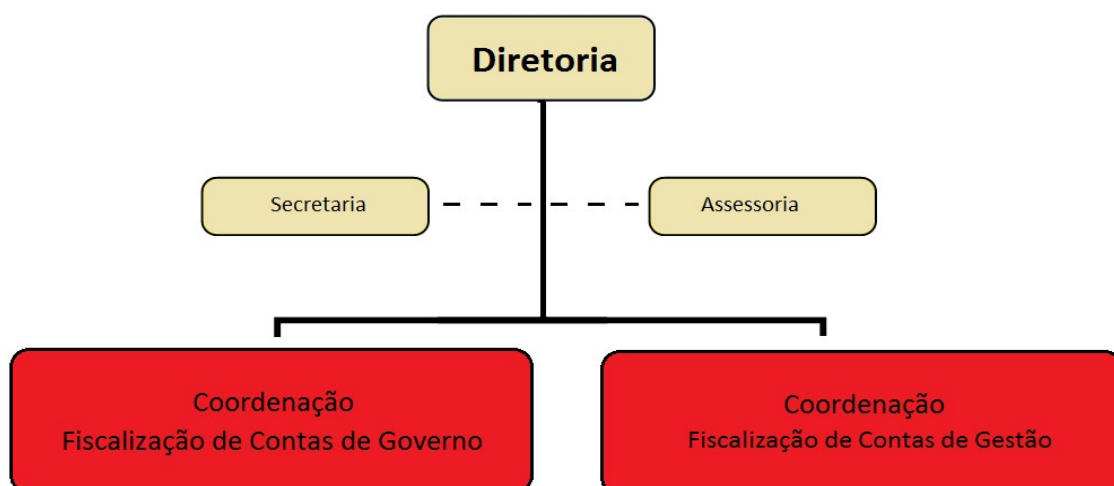 Diretoria
Secretaria
Assessoria
Coordenação
Fiscalização de Contas de Governo
Coordenação
Fiscalização de Contas de Gestão